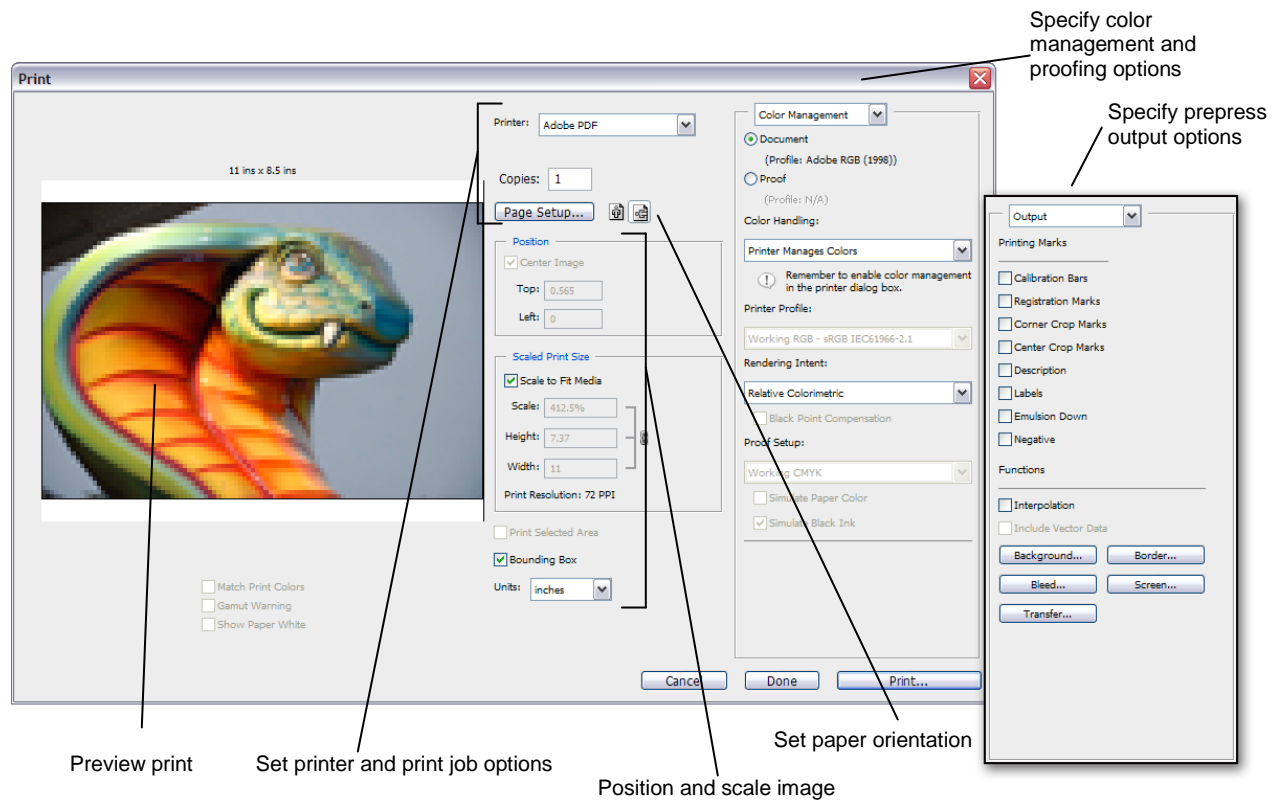 Specify color
management and
proofing options
Specify prepress
output options
Print
11 ins x 8.5 ins
Match Print Colors
Gamut Warning
Show Paper White
Printer: Adobe PDF
Copies: 1
Page Setup...
Position
Center Image
Top: 0.565
Left: 0
Scaled Print Size
Scale to Fit Media
Scale: 412.5%
Height: 7.37
Width: 11
Print Resolution: 72 PPI
Print Selected Area
Bounding Box
Units: inches
Color Management
Document
(Profile: Adobe RGB (1998))
Proof
(Profile: N/A)
Color Handling:
Printer Manages Colors
Remember to enable color management
in the printer dialog box.
Printer Profile:
Working RGB - sRGB IEC61966-2.1
Rendering Intent:
Relative Colorimetric
Black Point Compensation
Proof Setup:
Working CMYK
Simulate Paper Color
Simulate Black Ink
Cancel
Done
Print...
Output
Printing Marks
Calibration Bars
Registration Marks
Corner Crop Marks
Center Crop Marks
Description
Labels
Emulsion Down
Negative
Functions
Interpolation
Include Vector Data
Background... Border...
Bleed... Screen...
Transfer...
Preview print
Set printer and print job options
Position and scale image
Set paper orientation